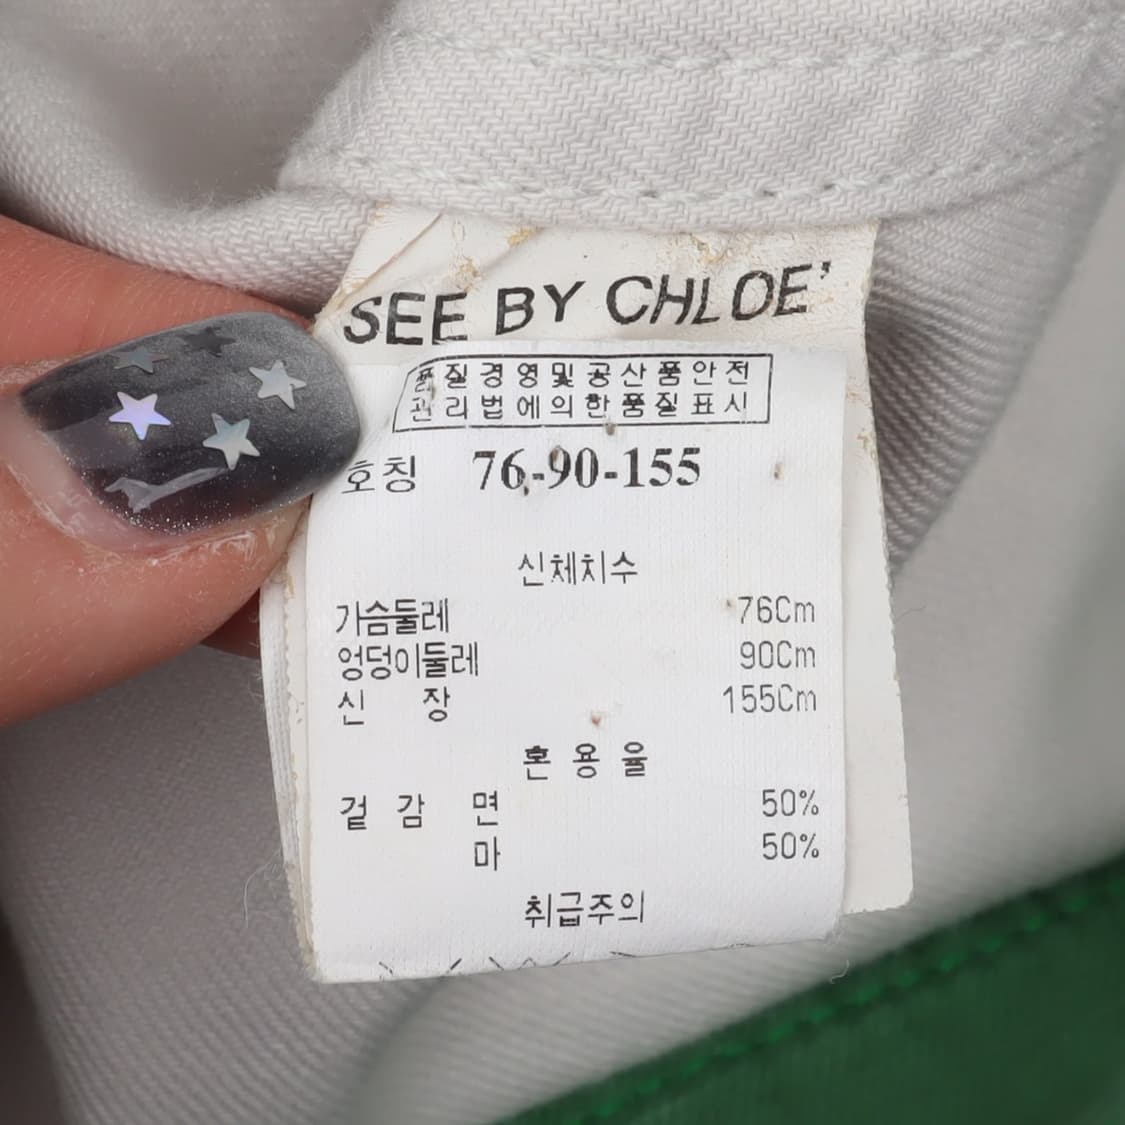 SEE BY CHLOE'
품질경영및공산품안전
관리법에의한품질표시
호칭 76-90-155
신체치수
가슴둘레 76Cm
엉덩이둘레 90Cm
신 장 155Cm
혼 용 율
겉 감 면 50%
마 50%
취급주의